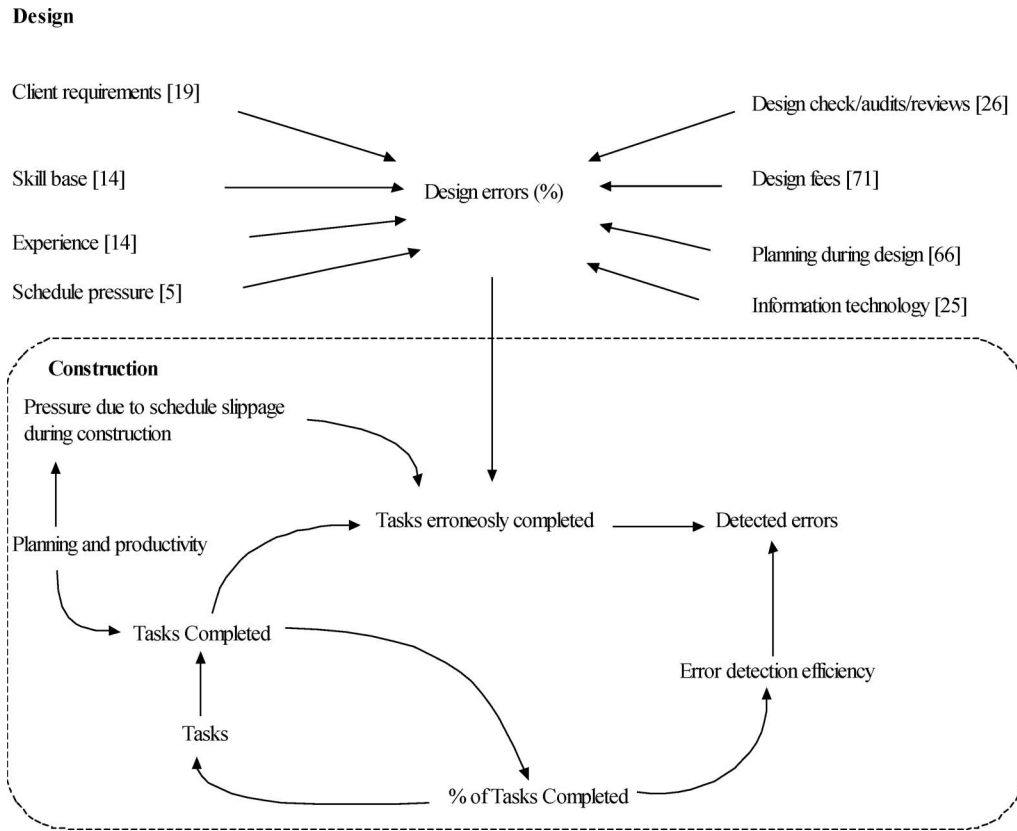 Design
Client requirements [19]
Design check/audits/reviews [26]
Skill base [14]
Design errors (%)
Design fees [71]
Experience [14]
Planning during design [66]
Schedule pressure [5]
Information technology [25]
Construction
Pressure due to schedule slippage
during construction
Tasks erroneosly completed
Detected errors
Planning and productivity
Tasks Completed
Error detection efficiency
Tasks
% of Tasks Completed